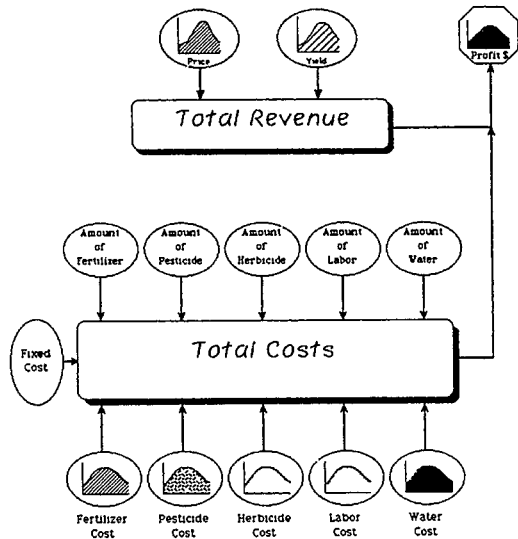 Price
Yield
Profit $
Total Revenue
Amount
of
Fertilizer
Amount
of
Pesticide
Amount
of
Herbicide
Amount
of
Labor
Amount
of
Water
Fixed
Cost
Total Costs
Fertilizer
Cost
Pesticide
Cost
Herbicide
Cost
Labor
Cost
Water
Cost